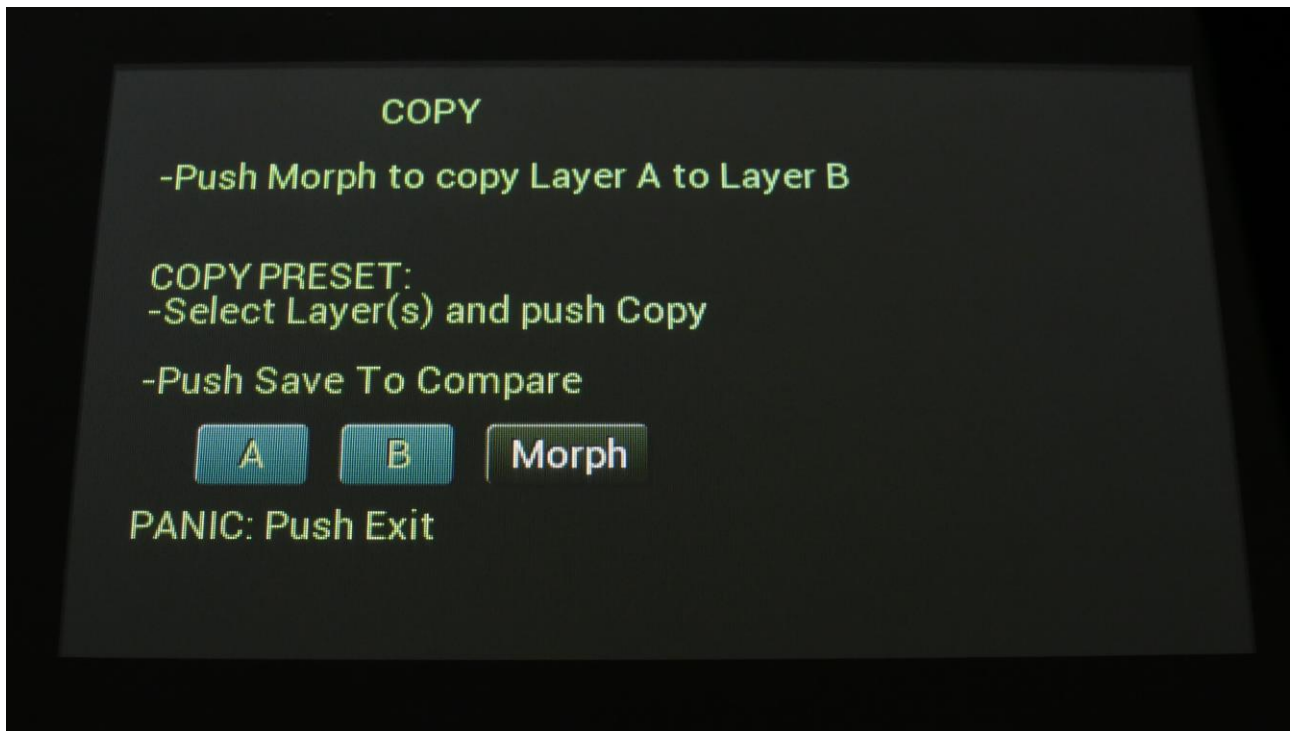 COPY
-Push Morph to copy Layer A to Layer B
COPY PRESET:
-Select Layer(s) and push Copy
-Push Save To Compare
A B Morph
PANIC: Push Exit